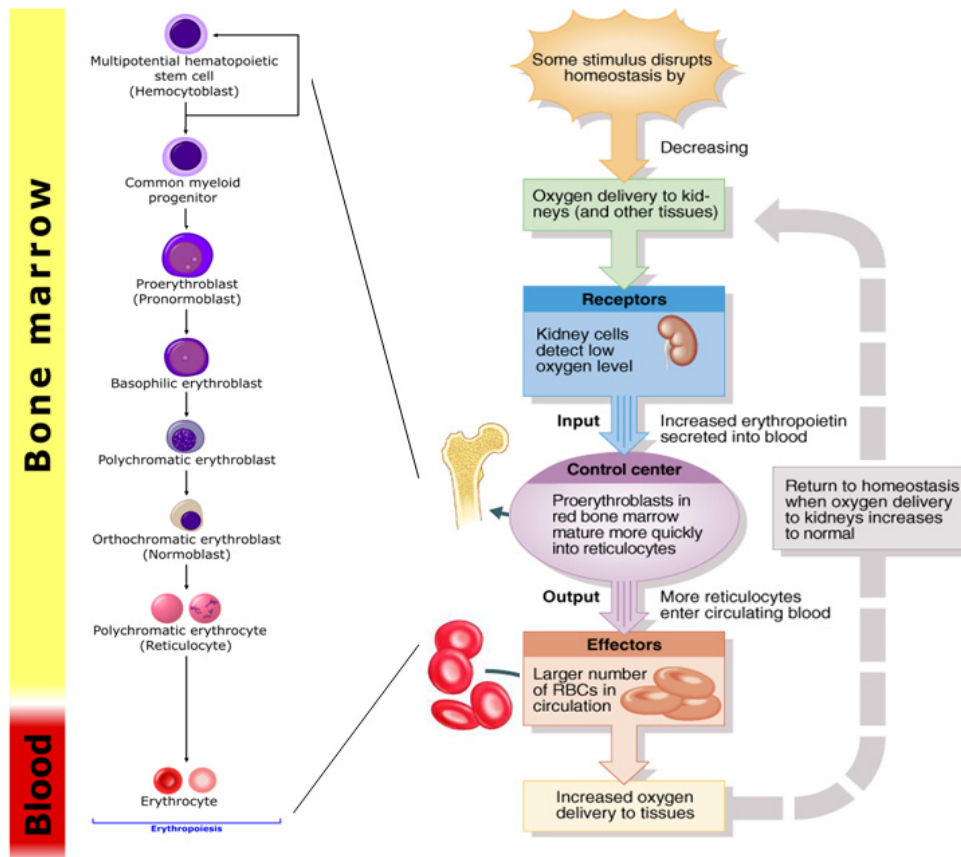 Bone marrow
Blood
Multipotential hematopoietic
stem cell
(Hemocytoblast)
Common myeloid
progenitor
Proerythroblast
(Pronormoblast)
Basophilic erythroblast
Polychromatic erythroblast
Orthochromatic erythroblast
(Normoblast)
Polychromatic erythrocyte
(Reticulocyte)
Erythrocyte
Erythropoiesis
Some stimulus disrupts
homeostasis by
Decreasing
Oxygen delivery to kid-
neys (and other tissues)
Receptors
Kidney cells
detect low
oxygen level
Input
Increased erythropoietin
secreted into blood
Control center
Proerythroblasts in
red bone marrow
mature more quickly
into reticulocytes
Output
More reticulocytes
enter circulating blood
Effectors
Larger number
of RBCs in
circulation
Increased oxygen
delivery to tissues
Return to homeostasis
when oxygen delivery
to kidneys increases
to normal